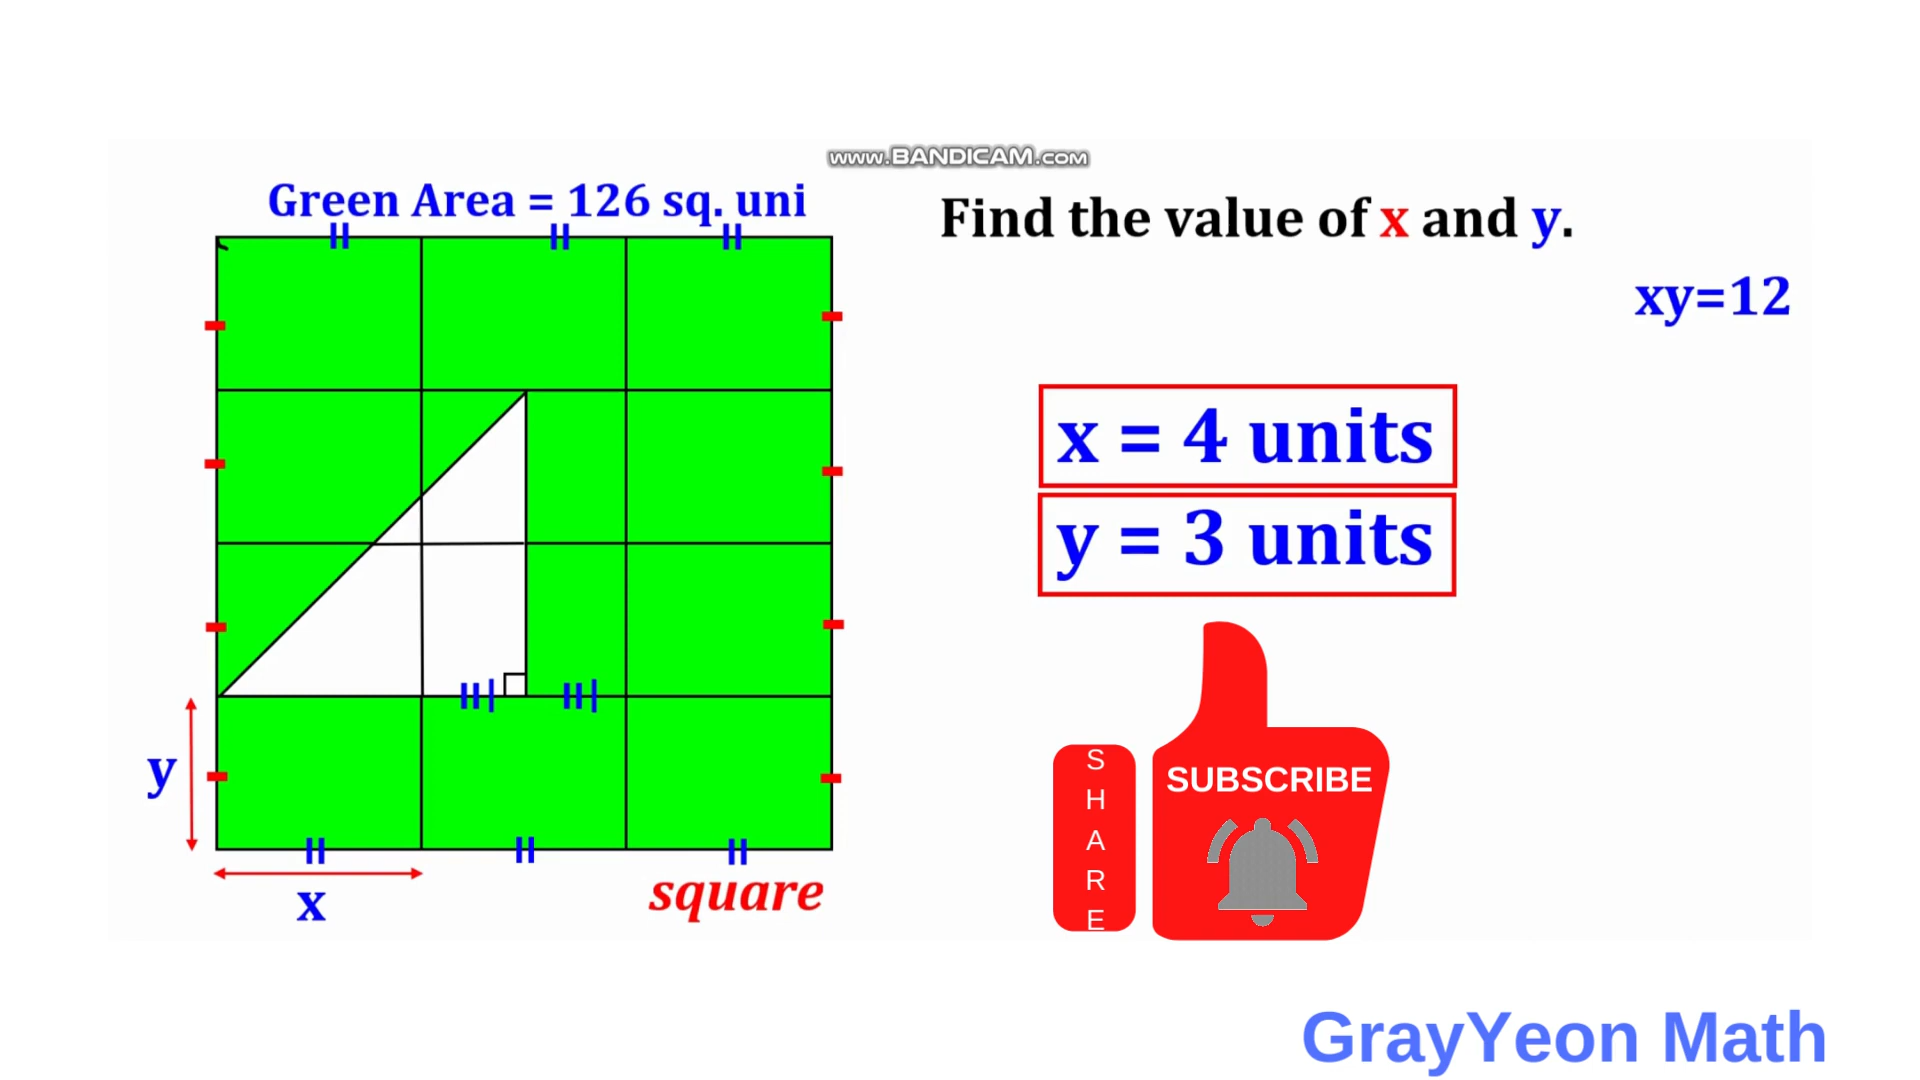 www.BANDICAM.com
Green Area = 126 sq. uni
Find the value of x and y.
xy=12
x = 4 units
y = 3 units
y
x
square
SHARE
SUBSCRIBE
GrayYeon Math